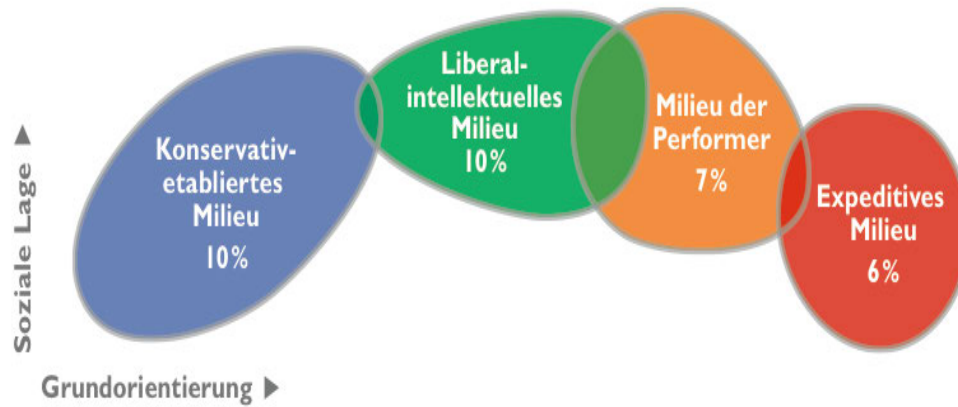 Konservativ-
etabliertes
Milieu
10%
Liberal-
intellektuelles
Milieu
10%
Milieu der
Performer
7%
Expeditives
Milieu
6%
Soziale Lage ▶
Grundorientierung ▶